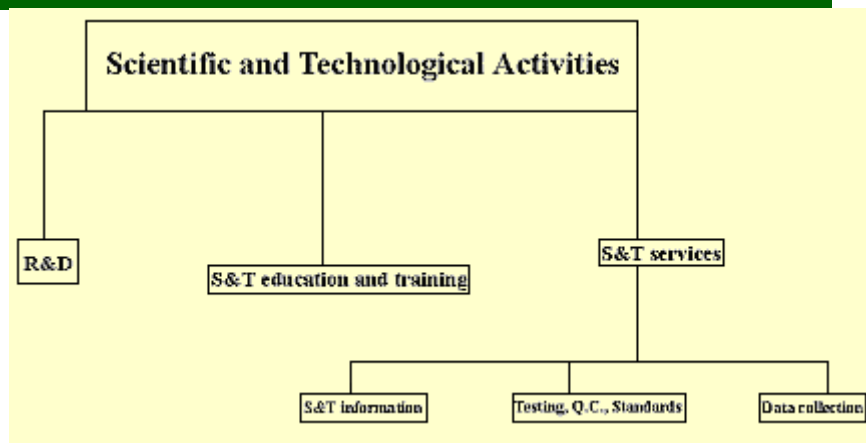 Scientific and Technological Activities
R&D
S&T education and training
S&T services
S&T information
Testing, Q.C., Standards
Data collection